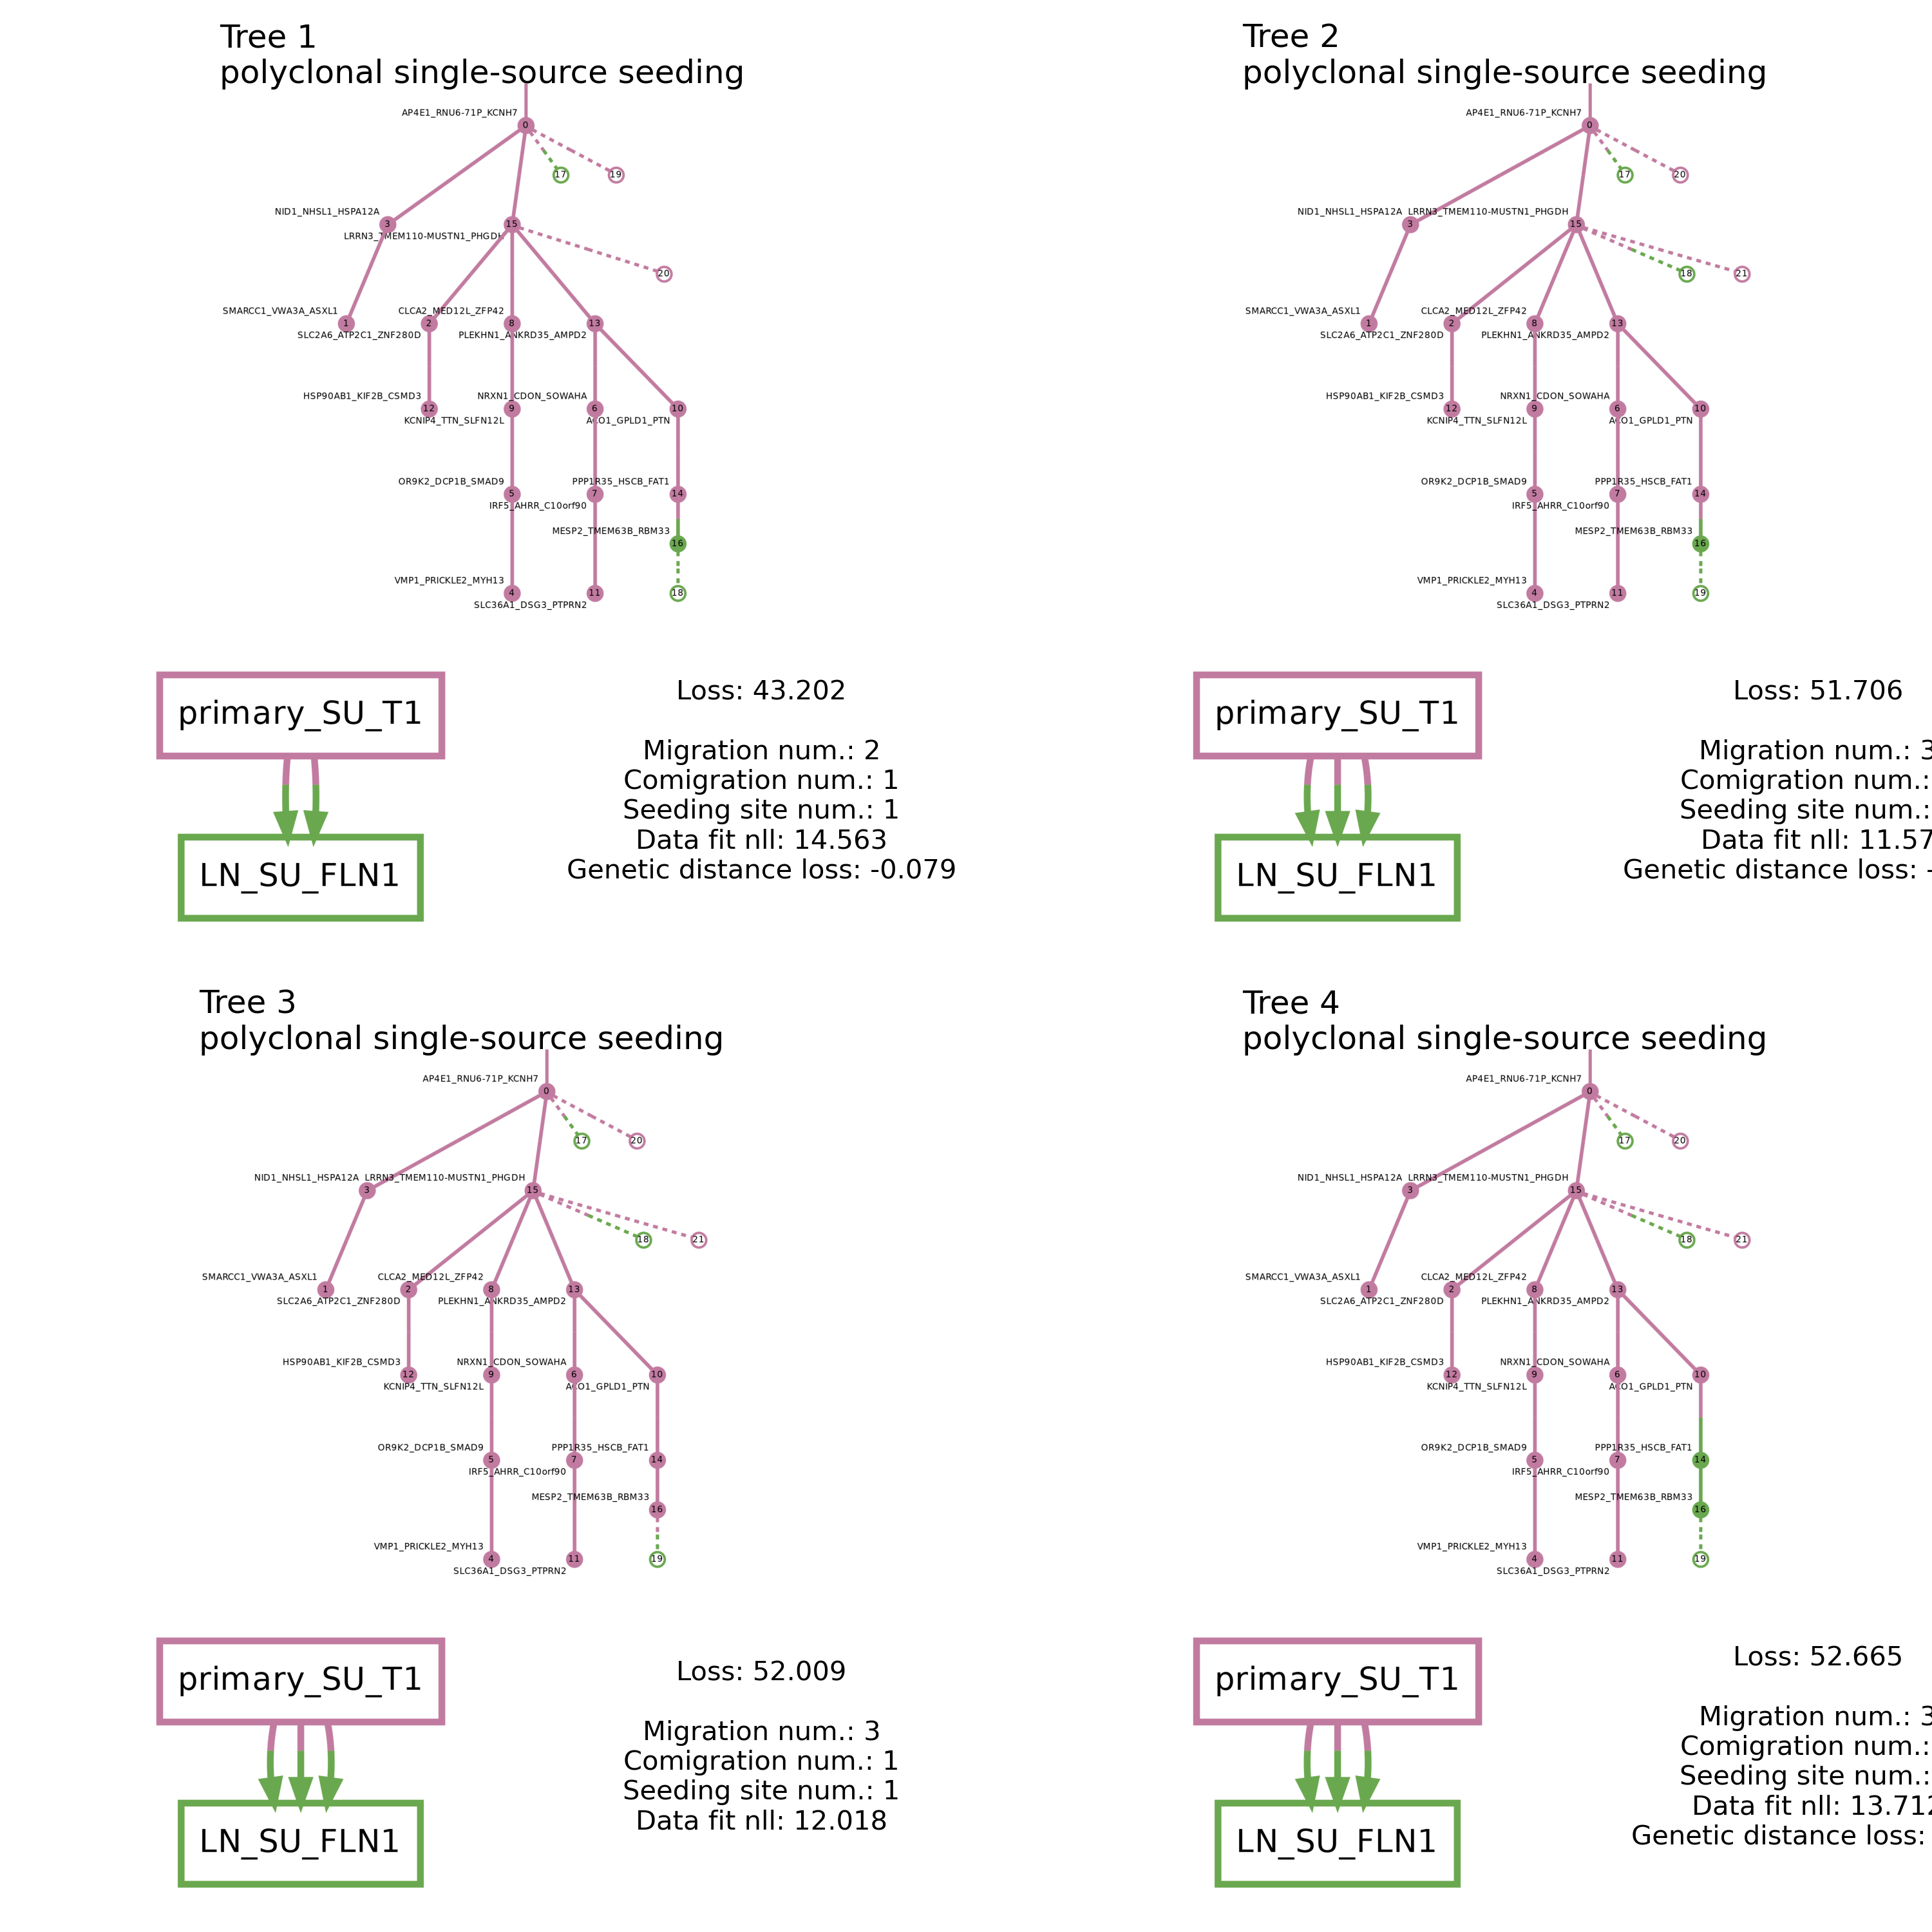 Tree 1
polyclonal single-source seeding
AP4E1_RNU6-71P_KCNH7
0
17
19
NID1_NHSL1_HSPA12A
3
15
LRRN3_TMEM110-MUSTN1_PHGDH
20
SMARCC1_VWA3A_ASXL1
CLCA2_MED12L_ZFP42
1
2
8
13
SLC2A6_ATP2C1_ZNF280D
PLEKHN1_ANKRD35_AMPD2
HSP90AB1_KIF2B_CSMD3
NRXN1_CDON_SOWAHA
12
9
6
10
KCNIP4_TTN_SLFN12L
ACO1_GPLD1_PTN
OR9K2_DCP1B_SMAD9
PPP1R35_HSCB_FAT1
5
7
14
IRF5_AHRR_C10orf90
MESP2_TMEM63B_RBM33
16
VMP1_PRICKLE2_MYH13
4
11
18
SLC36A1_DSG3_PTPRN2
primary_SU_T1
LN_SU_FLN1
Loss: 43.202
Migration num.: 2
Comigration num.: 1
Seeding site num.: 1
Data fit nll: 14.563
Genetic distance loss: -0.079
Tree 2
polyclonal single-source seeding
AP4E1_RNU6-71P_KCNH7
0
17
20
NID1_NHSL1_HSPA12A LRRN3_TMEM110-MUSTN1_PHGDH
3
15
18
21
SMARCC1_VWA3A_ASXL1
CLCA2_MED12L_ZFP42
1
2
8
13
SLC2A6_ATP2C1_ZNF280D
PLEKHN1_ANKRD35_AMPD2
HSP90AB1_KIF2B_CSMD3
NRXN1_CDON_SOWAHA
12
9
6
10
KCNIP4_TTN_SLFN12L
ACO1_GPLD1_PTN
OR9K2_DCP1B_SMAD9
PPP1R35_HSCB_FAT1
5
7
14
IRF5_AHRR_C10orf90
MESP2_TMEM63B_RBM33
16
VMP1_PRICKLE2_MYH13
4
11
19
SLC36A1_DSG3_PTPRN2
primary_SU_T1
LN_SU_FLN1
Loss: 51.706
Migration num.: 3
Comigration num.:
Seeding site num.:
Data fit nll: 11.57
Genetic distance loss: -
Tree 3
polyclonal single-source seeding
AP4E1_RNU6-71P_KCNH7
0
17
20
NID1_NHSL1_HSPA12A LRRN3_TMEM110-MUSTN1_PHGDH
3
15
18
21
SMARCC1_VWA3A_ASXL1
CLCA2_MED12L_ZFP42
1
2
8
13
SLC2A6_ATP2C1_ZNF280D
PLEKHN1_ANKRD35_AMPD2
HSP90AB1_KIF2B_CSMD3
NRXN1_CDON_SOWAHA
12
9
6
10
KCNIP4_TTN_SLFN12L
ACO1_GPLD1_PTN
OR9K2_DCP1B_SMAD9
PPP1R35_HSCB_FAT1
5
7
14
IRF5_AHRR_C10orf90
MESP2_TMEM63B_RBM33
16
VMP1_PRICKLE2_MYH13
4
11
19
SLC36A1_DSG3_PTPRN2
primary_SU_T1
LN_SU_FLN1
Loss: 52.009
Migration num.: 3
Comigration num.: 1
Seeding site num.: 1
Data fit nll: 12.018
Tree 4
polyclonal single-source seeding
AP4E1_RNU6-71P_KCNH7
0
17
20
NID1_NHSL1_HSPA12A LRRN3_TMEM110-MUSTN1_PHGDH
3
15
18
21
SMARCC1_VWA3A_ASXL1
CLCA2_MED12L_ZFP42
1
2
8
13
SLC2A6_ATP2C1_ZNF280D
PLEKHN1_ANKRD35_AMPD2
HSP90AB1_KIF2B_CSMD3
NRXN1_CDON_SOWAHA
12
9
6
10
KCNIP4_TTN_SLFN12L
ACO1_GPLD1_PTN
OR9K2_DCP1B_SMAD9
PPP1R35_HSCB_FAT1
5
7
14
IRF5_AHRR_C10orf90
MESP2_TMEM63B_RBM33
16
VMP1_PRICKLE2_MYH13
4
11
19
SLC36A1_DSG3_PTPRN2
primary_SU_T1
LN_SU_FLN1
Loss: 52.665
Migration num.: 3
Comigration num.:
Seeding site num.:
Data fit nll: 13.712
Genetic distance loss: